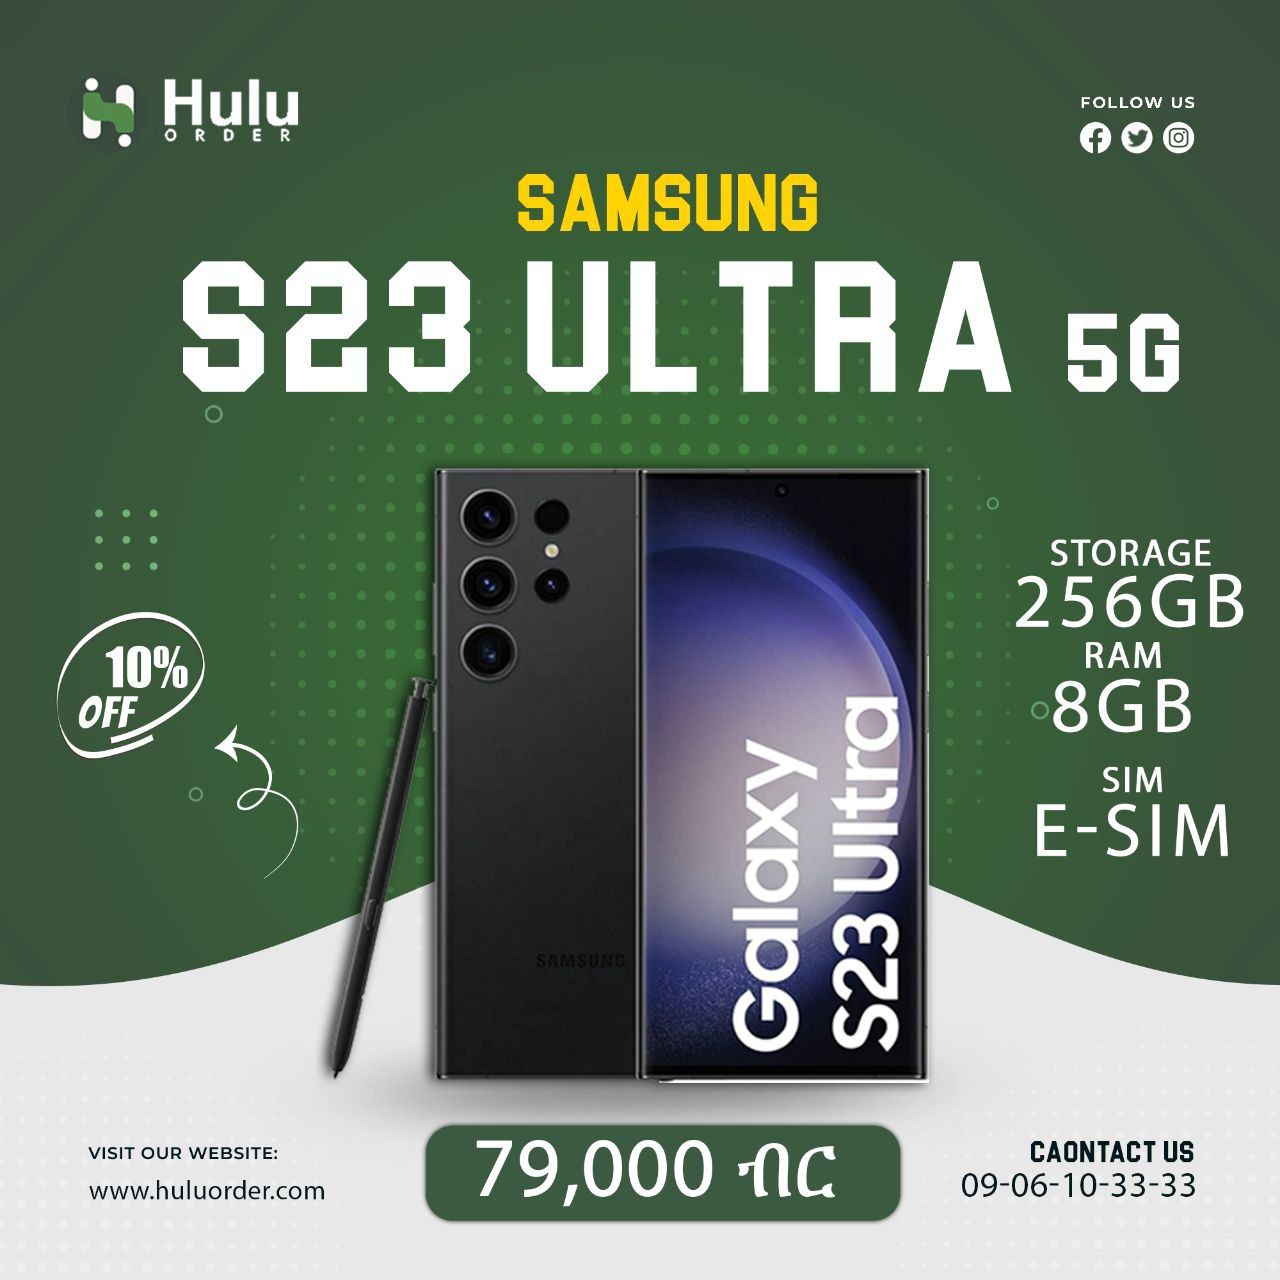 Hulu
ORDER
FOLLOW US
SAMSUNG
S23 ULTRA 5G
STORAGE
256GB
RAM
8GB
SIM
E-SIM
10%
OFF
SAMSUNG
Galaxy
S23 Ultra
VISIT OUR WEBSITE:
www.huluorder.com
79,000 ብር
CAONTACT US
09-06-10-33-33